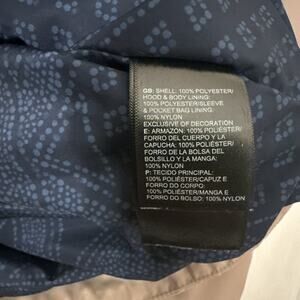 GB: SHELL: 100% POLYESTER/
HOOD & BODY LINING:
100% POLYESTER/SLEEVE
& POCKET BAG LINING:
100% NYLON
EXCLUSIVE OF DECORATION
E: ARMAZÓN: 100% POLIÉSTER/
FORRO DEL CUERPO Y LA
CAPUCHA: 100% POLIÉSTER/
FORRO DE LA BOLSA DEL
BOLSILLO Y LA MANGA:
100% NYLON
P: TECIDO PRINCIPAL:
100% POLIÉSTER/CAPUZ E
FORRO DO CORPO:
100% POLIÉSTER/MANGA E
FORRO DO BOLSO: 100% NYLON